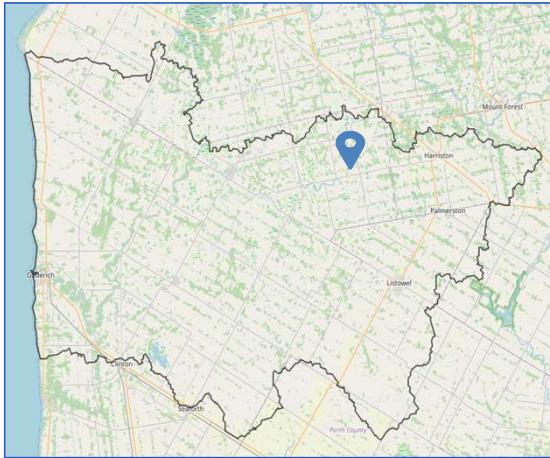 Mount Forest
Harriston
Palmerston
Goderich
Listowel
Clinton
Seaforth
Perth County